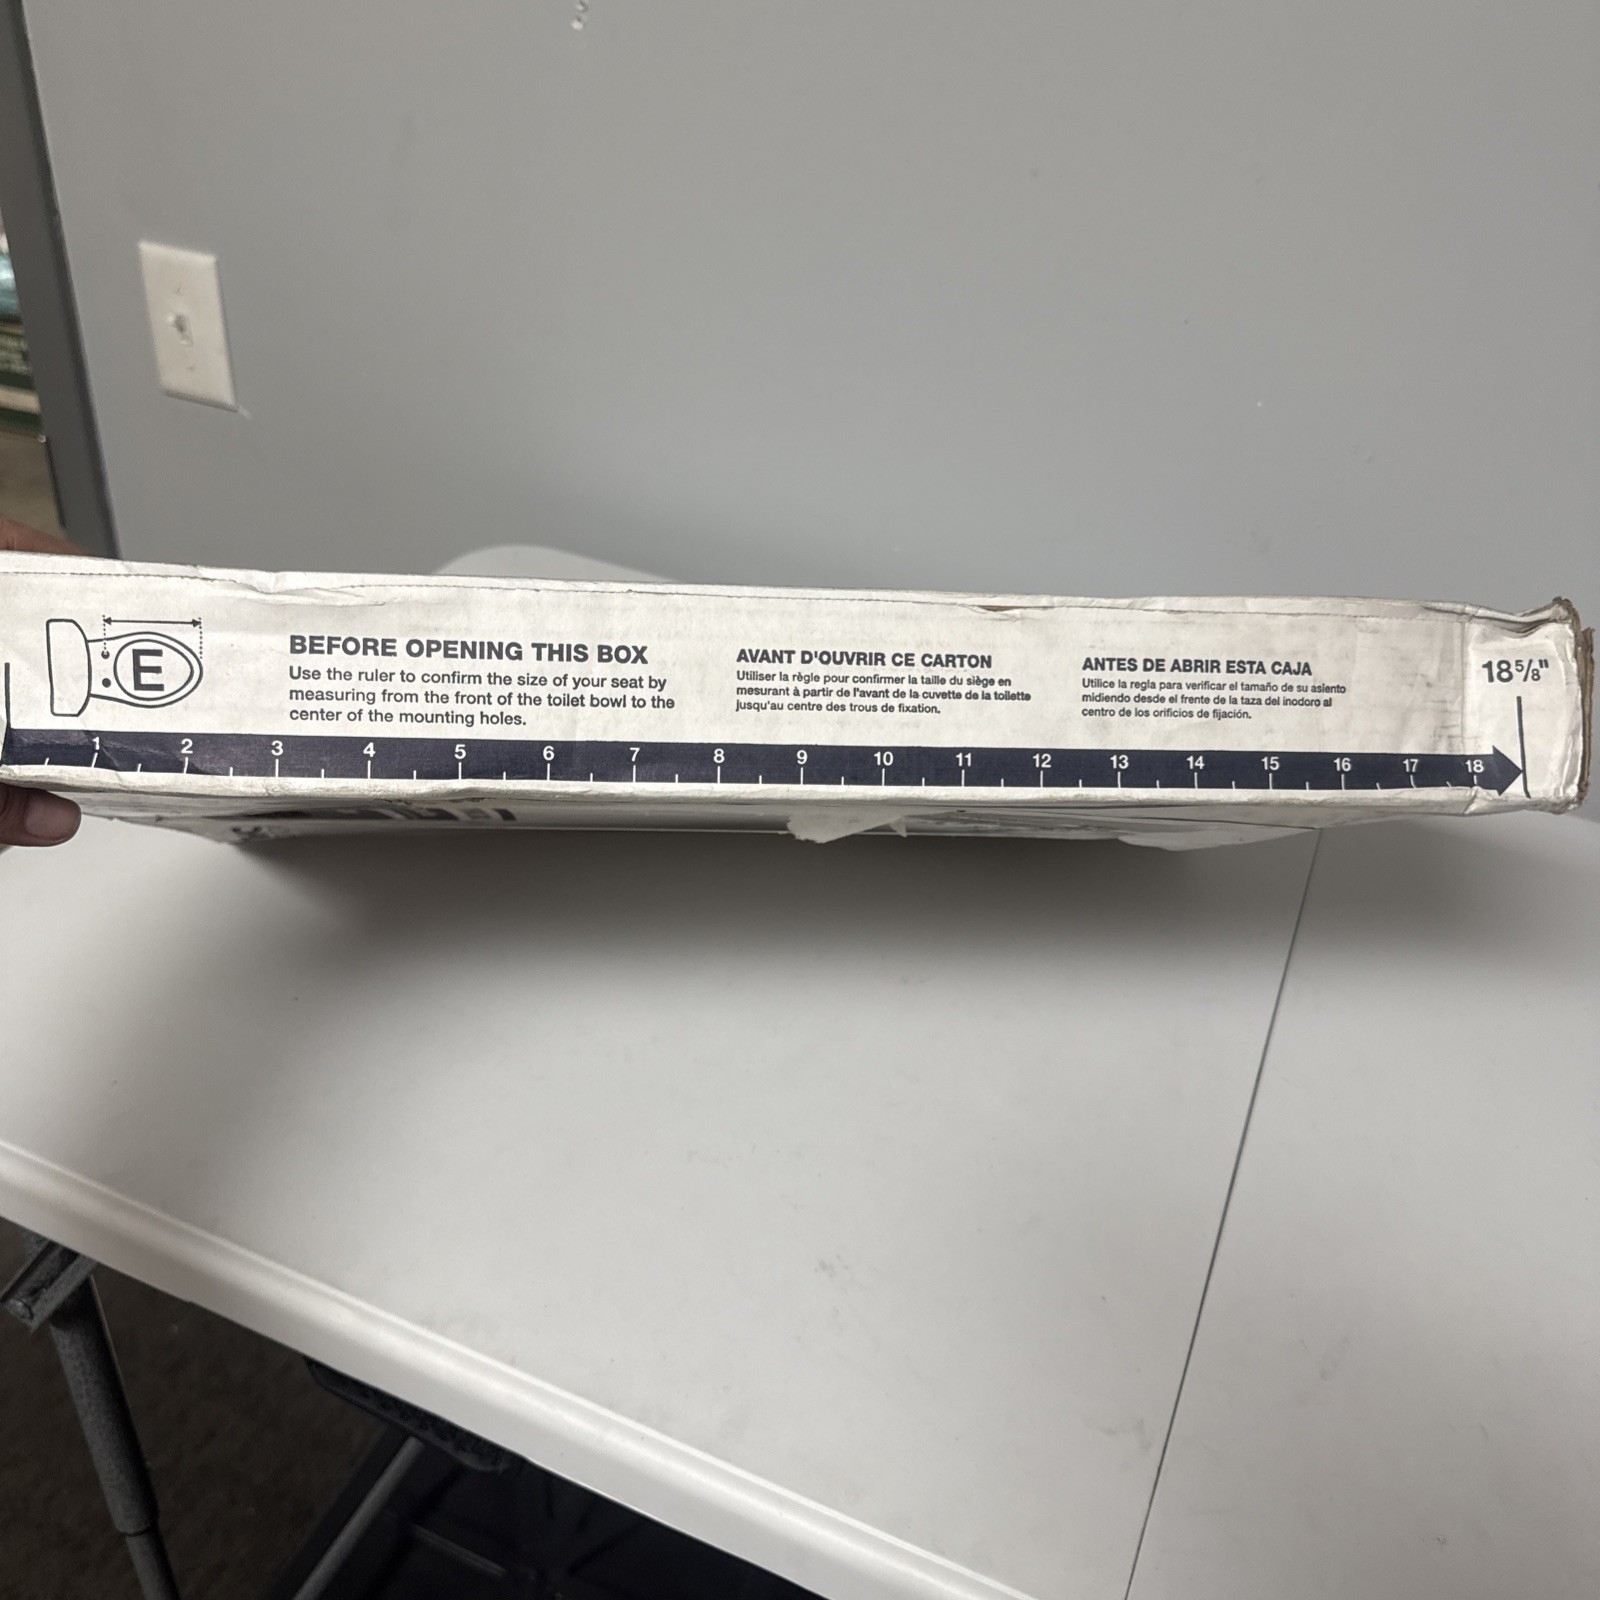 E
BEFORE OPENING THIS BOX
Use the ruler to confirm the size of your seat by
measuring from the front of the toilet bowl to the
center of the mounting holes.
AVANT D'OUVRIR CE CARTON
Utiliser la règle pour confirmer la taille du siège en
mesurant à partir de l'avant de la cuvette de la toilette
jusqu'au centre des trous de fixation.
ANTES DE ABRIR ESTA CAJA
Utilice la regla para verificar el tamaño de su asiento
midiendo desde el frente de la taza del inodoro al
centro de los orificios de fijación.
18 5/8"
1 2 3 4 5 6 7 8 9 10 11 12 13 14 15 16 17 18